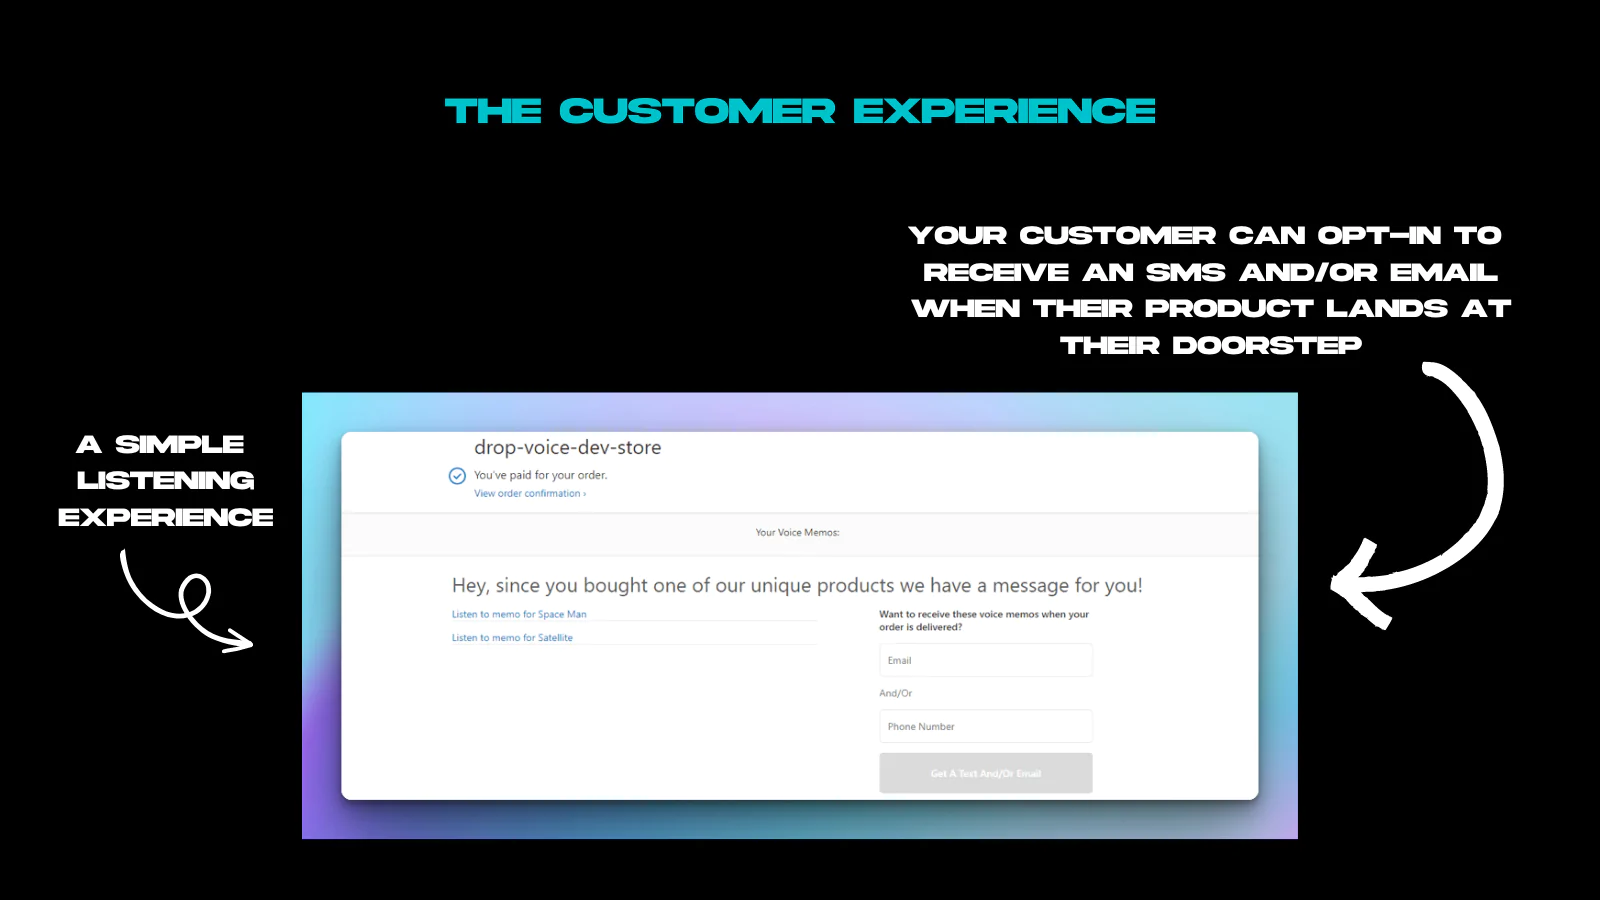 THE CUSTOMER EXPERIENCE
YOUR CUSTOMER CAN OPT-IN TO
RECEIVE AN SMS AND/OR EMAIL
WHEN THEIR PRODUCT LANDS AT
THEIR DOORSTEP
A SIMPLE
LISTENING
EXPERIENCE
drop-voice-dev-store
You've paid for your order.
View order confirmation ›
Your Voice Memos:
Hey, since you bought one of our unique products we have a message for you!
Listen to memo for Space Man
Listen to memo for Satellite
Want to receive these voice memos when your
order is delivered?
Email
And/Or
Phone Number
Get A Text And/Or Email